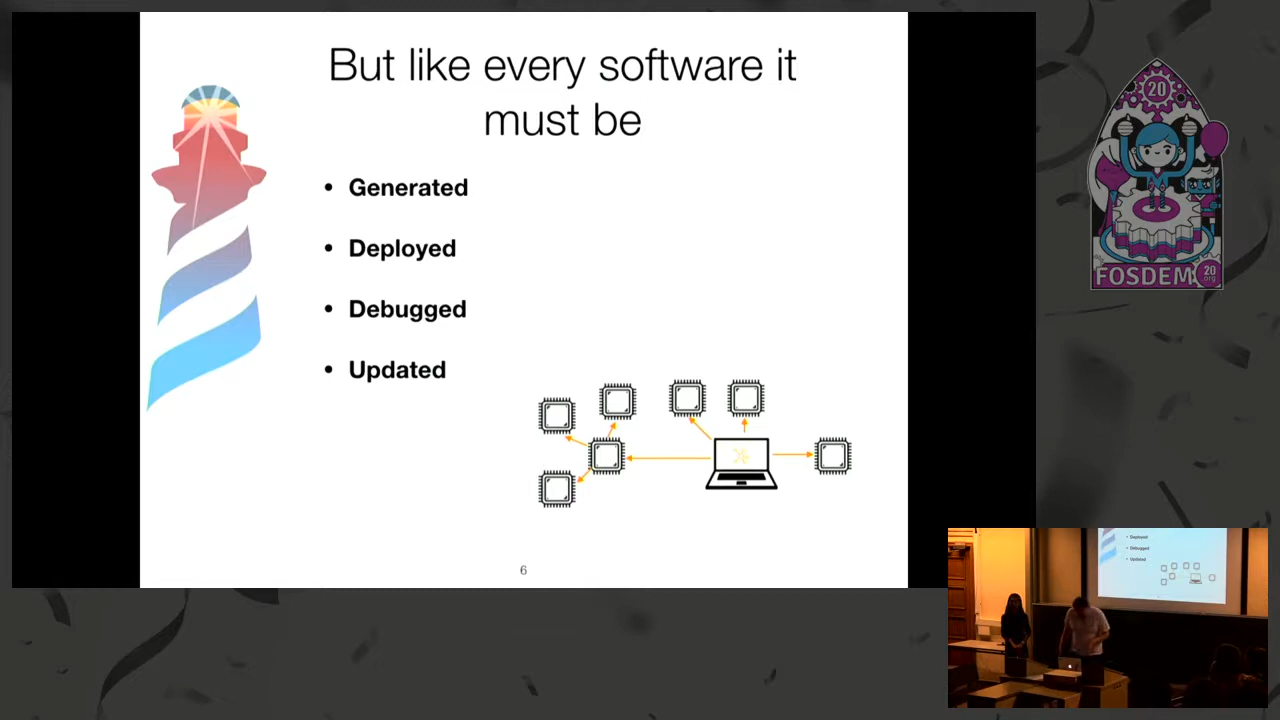 But like every software it
must be
• Generated
• Deployed
• Debugged
• Updated
6
20
FOSDEM 20
.org
Deployed
Debugged
Updated